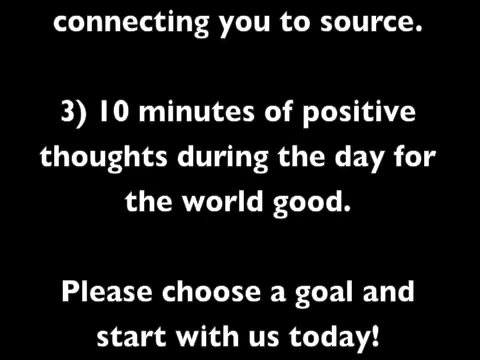 connecting you to source.
3) 10 minutes of positive
thoughts during the day for
the world good.
Please choose a goal and
start with us today!